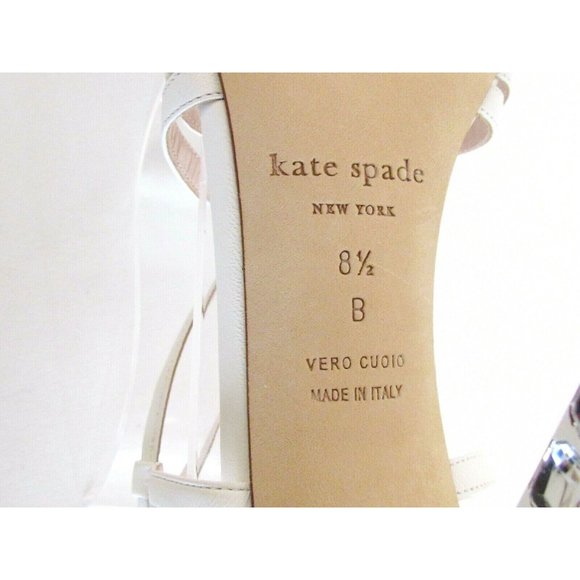 kate spade
NEW YORK
8½
B
VERO CUOIO
MADE IN ITALY